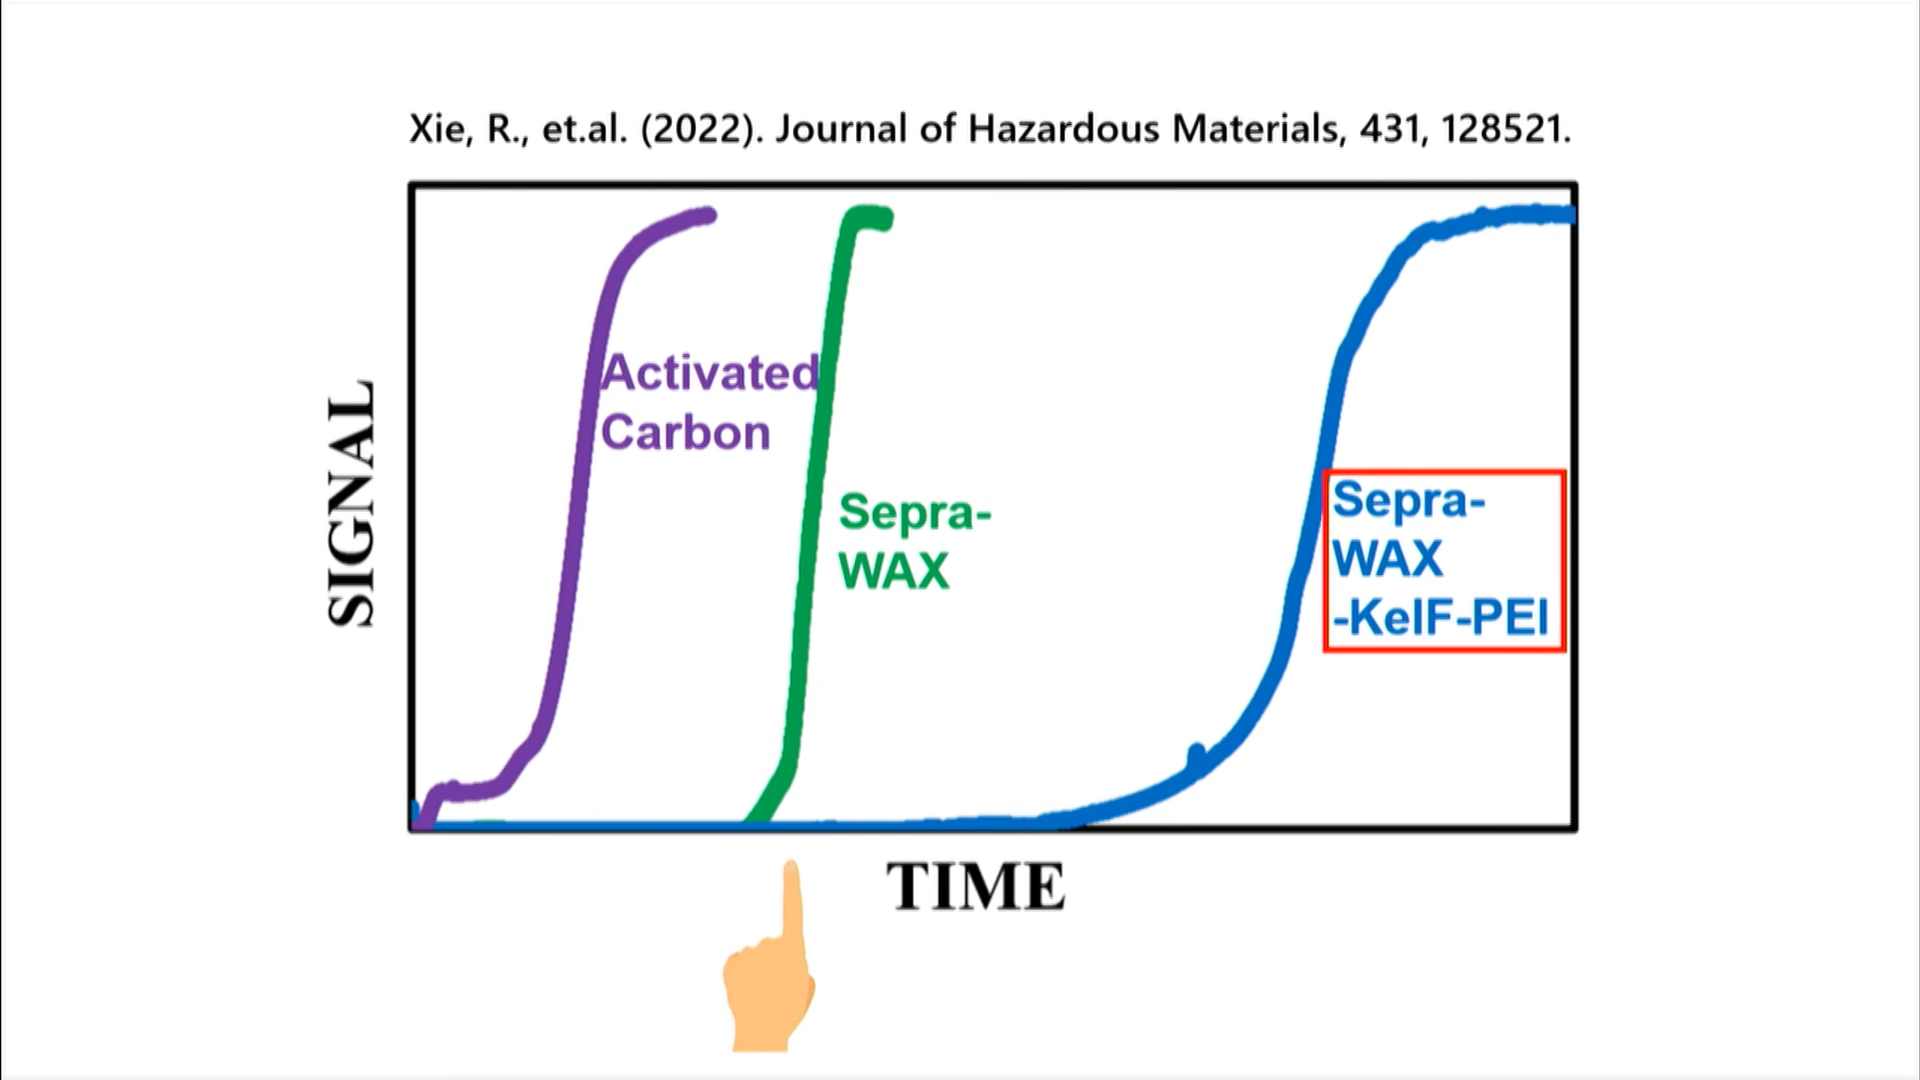 Xie, R., et.al. (2022). Journal of Hazardous Materials, 431, 128521.
SIGNAL
Activated
Carbon
Sepra-
WAX
Sepra-
WAX
-KelF-PEI
TIME